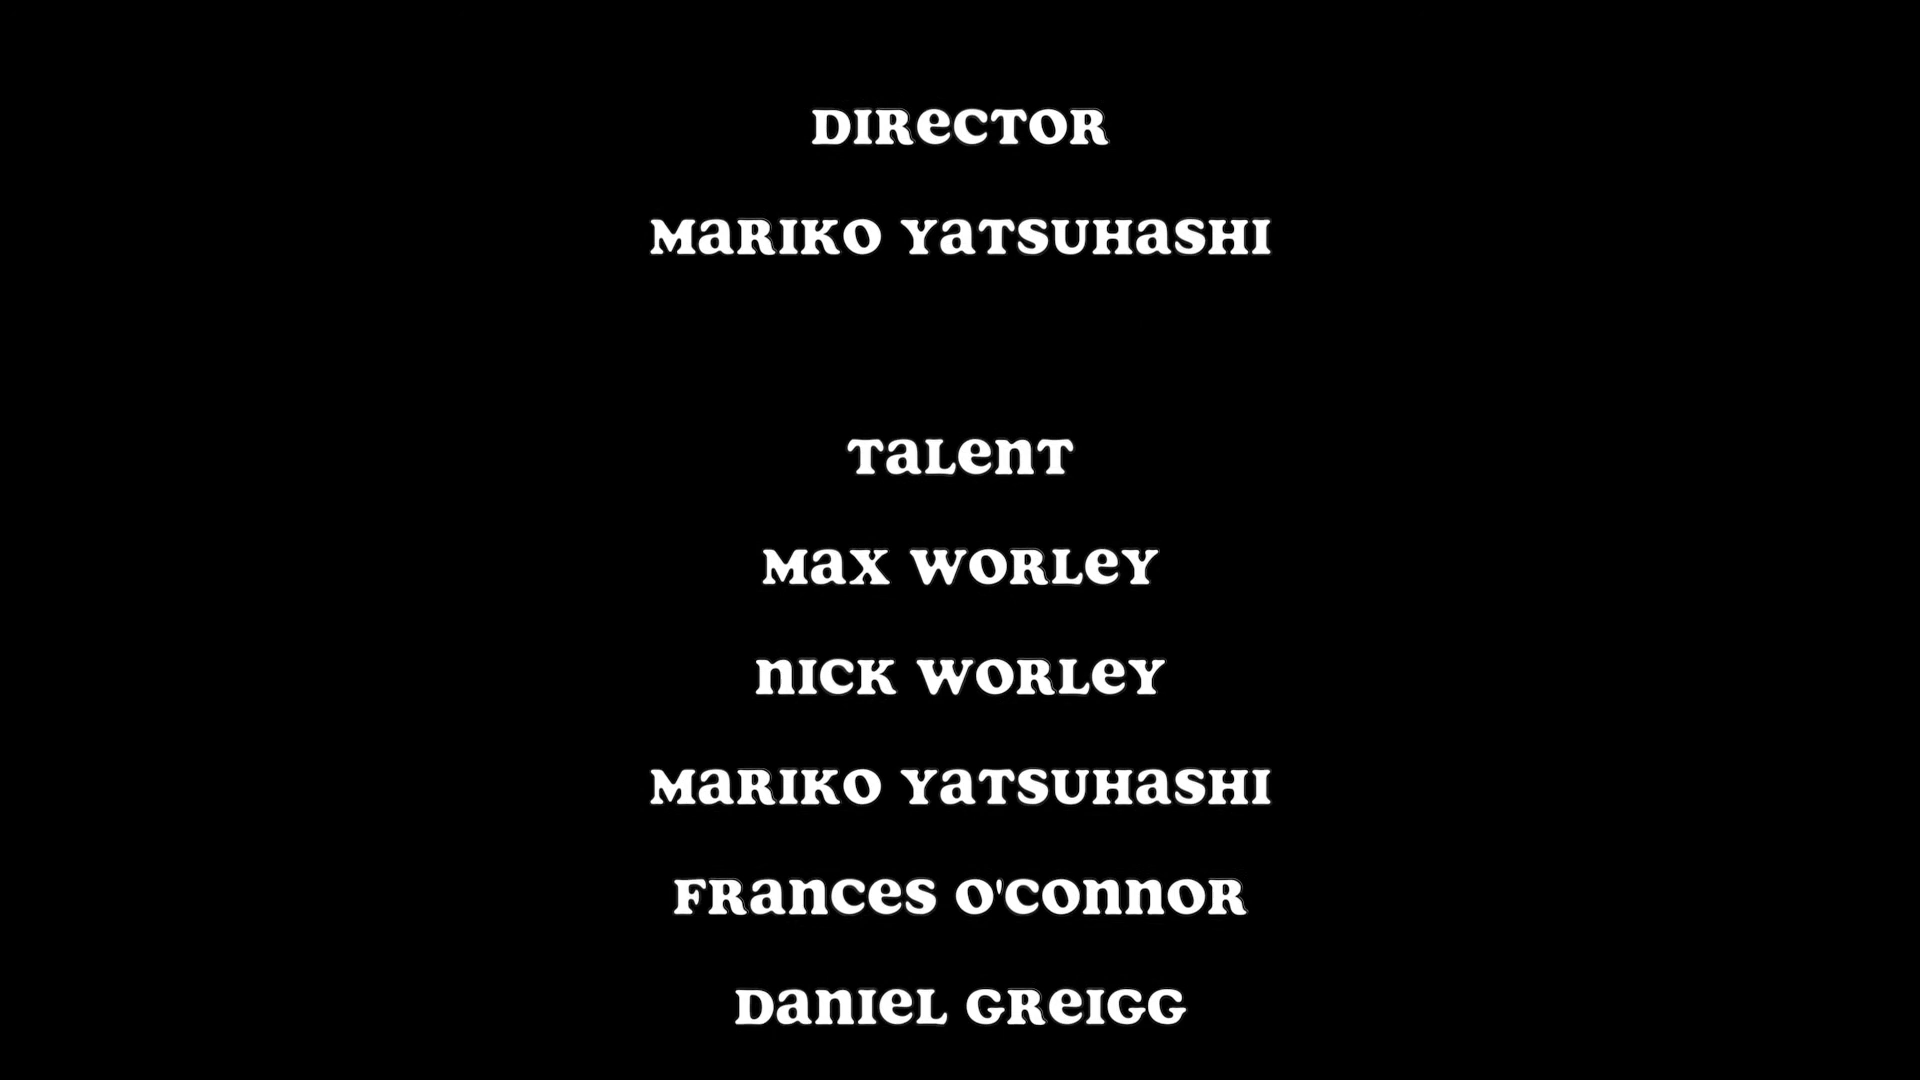 DIRECTOR
MARIKO YATSUHASHI
TALENT
MAX WORLEY
NICK WORLEY
MARIKO YATSUHASHI
FRANCES O'CONNOR
DANIEL GREIGG